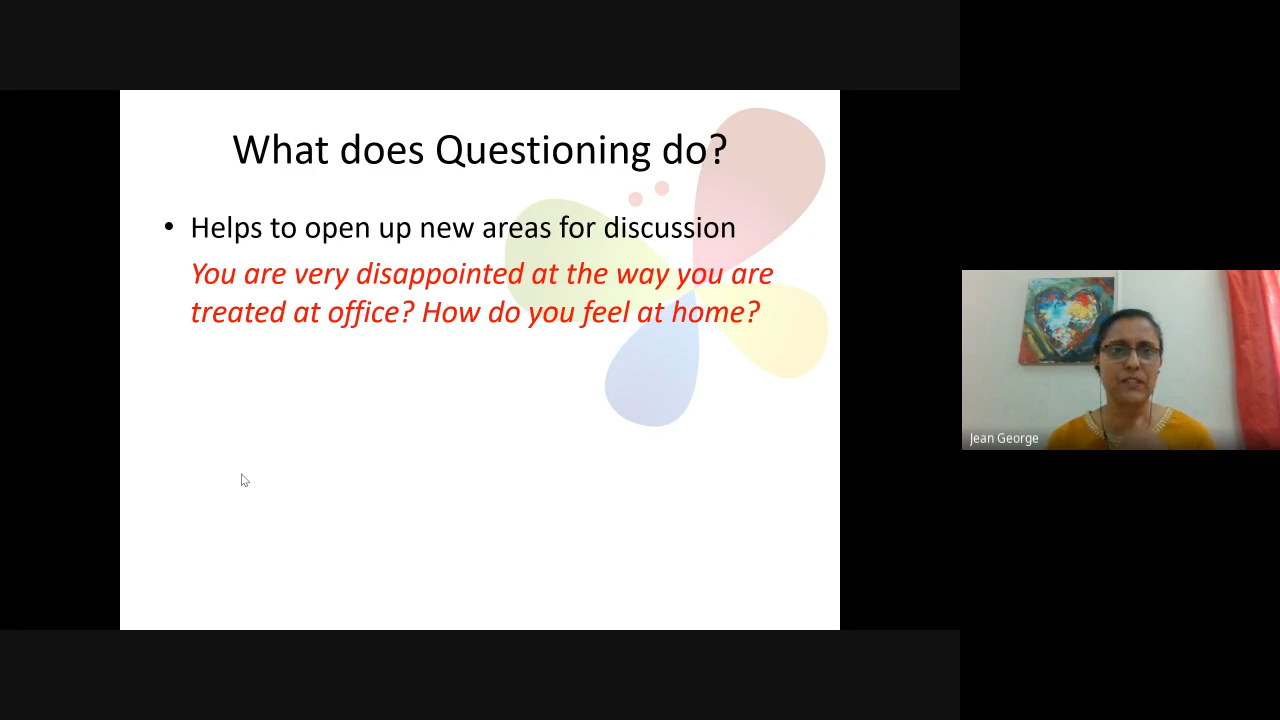 What does Questioning do?
• Helps to open up new areas for discussion
You are very disappointed at the way you are
treated at office? How do you feel at home?
Jean George